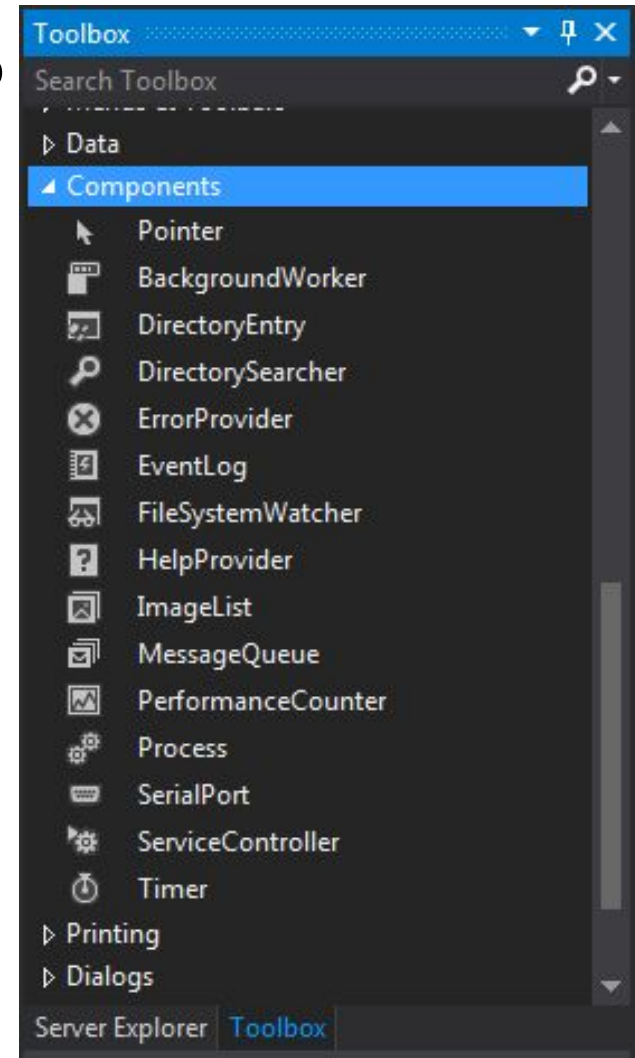 Toolbox
Search Toolbox
Data
Components
Pointer
BackgroundWorker
DirectoryEntry
DirectorySearcher
ErrorProvider
EventLog
FileSystemWatcher
HelpProvider
ImageList
MessageQueue
PerformanceCounter
Process
SerialPort
ServiceController
Timer
Printing
Dialogs
Server Explorer Toolbox